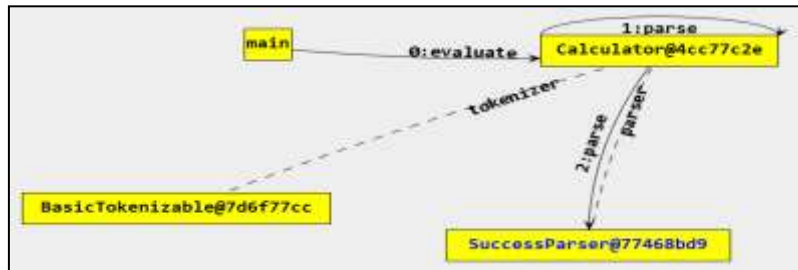 1:parse
main
Calculator@4cc77c2e
0:evaluate
tokenizer
parser
2:parse
BasicTokenizable@7d6f77cc
SuccessParser@77468bd9